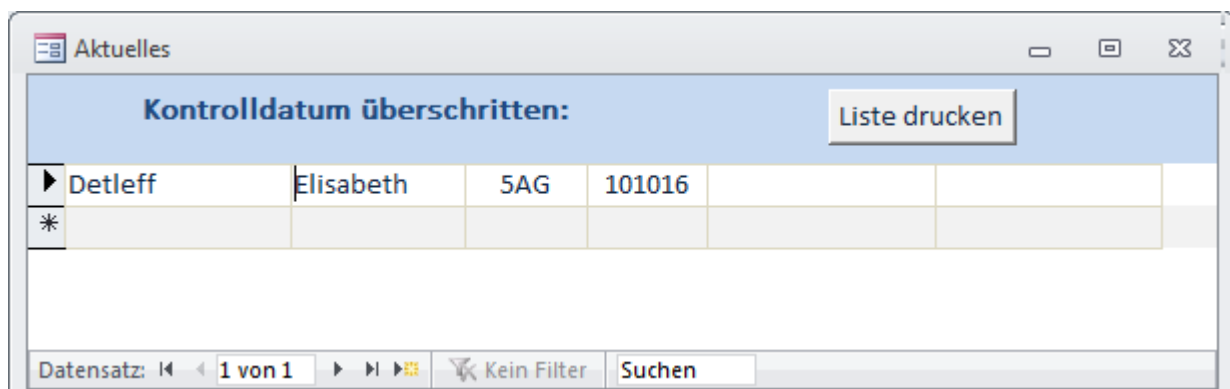 Aktuelles
Kontrolldatum überschritten:
Liste drucken
Detleff Elisabeth 5AG 101016
Datensatz: 1 von 1 Kein Filter Suchen